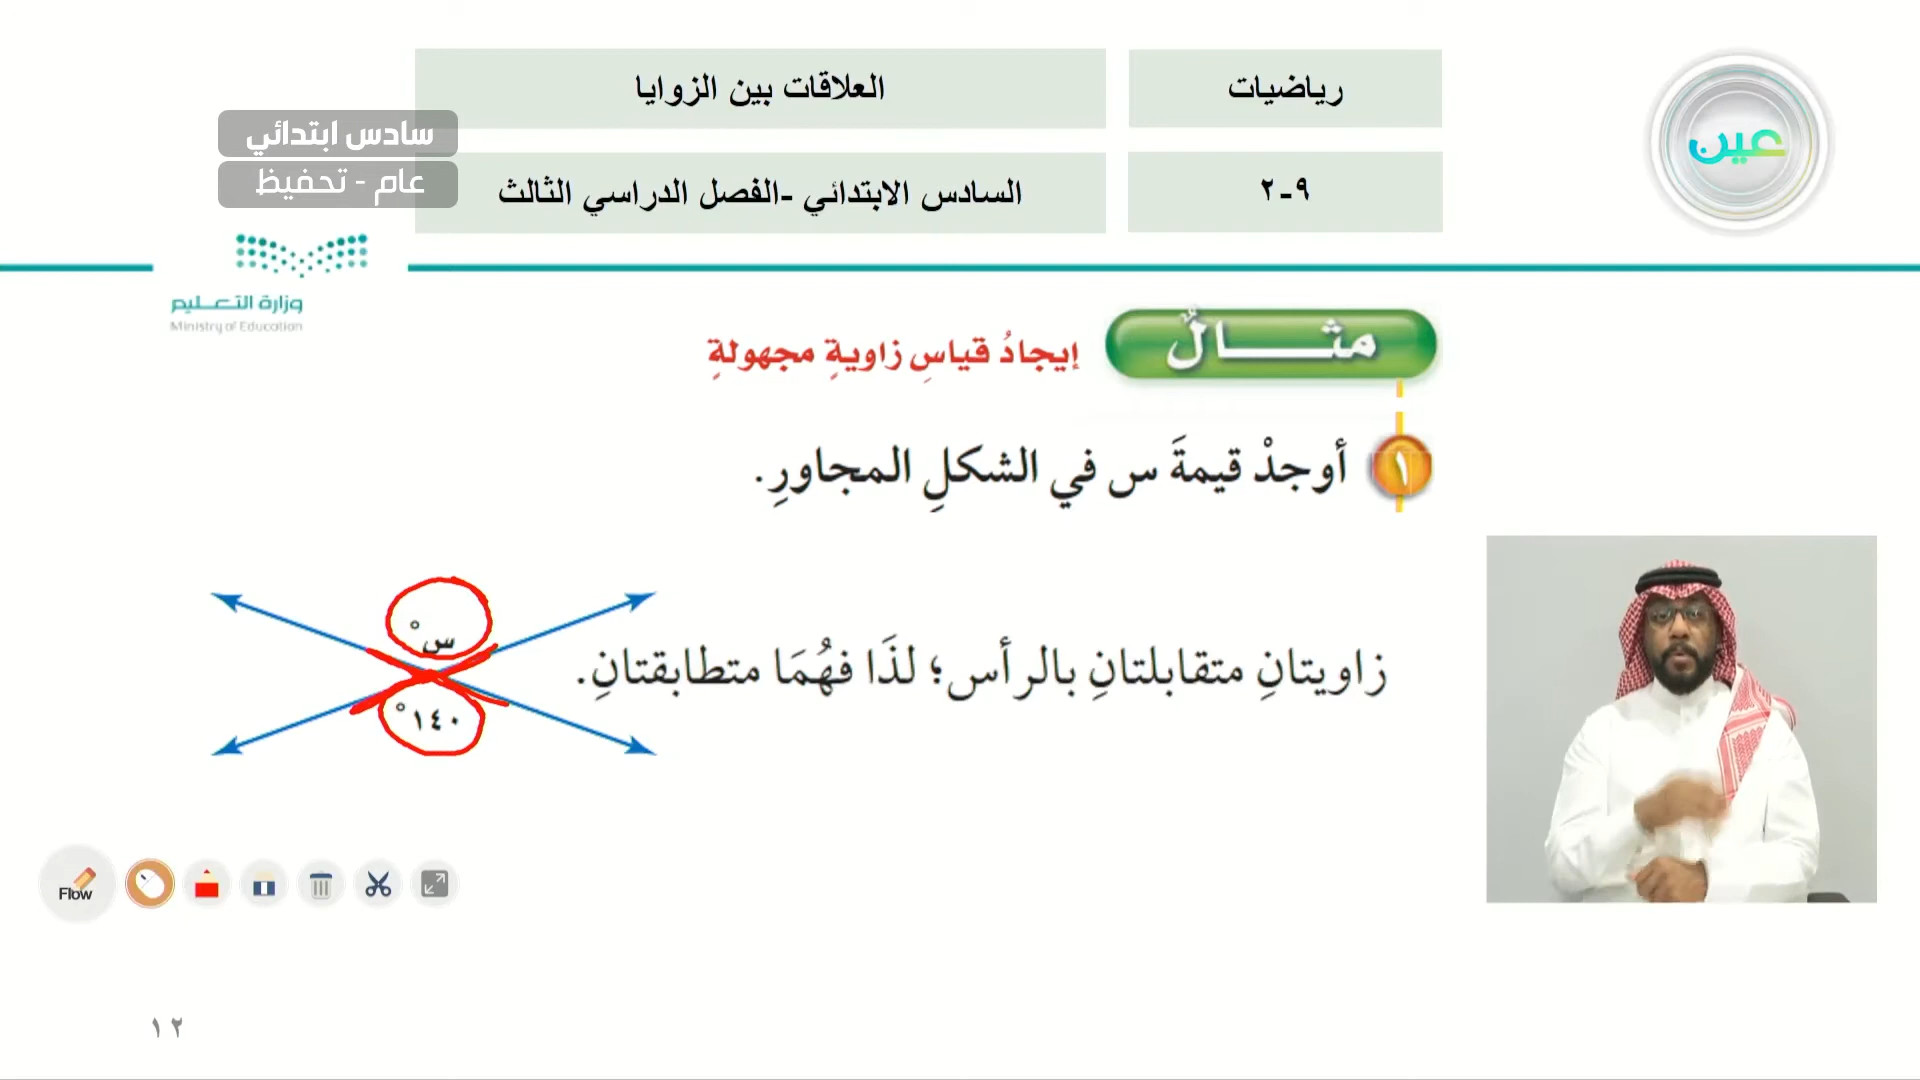 رياضيات
العلاقات بين الزوايا
٩-٢
السادس الابتدائي -الفصل الدراسي الثالث
سادس ابتدائي
عام - تحفيظ
عين
وزارة التعليم
Ministry of Education
مثال
إيجادُ قياسِ زاويةٍ مجهولةٍ
١ أوجدْ قيمةَ س في الشكلِ المجاورِ.
زاويتانِ متقابلتانِ بالرأس؛ لذَا فهُمَا متطابقتانِ.
س°
١٤٠°
Flow
١٢